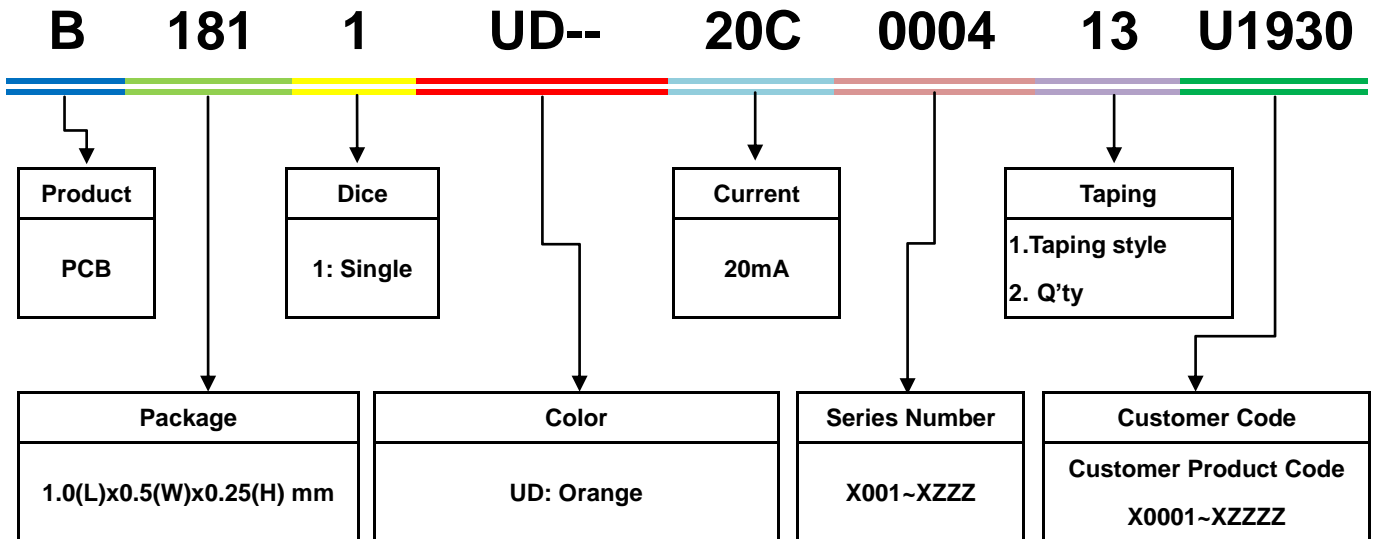 B 181 1 UD-- 20C 0004 13 U1930
Product
PCB
Dice
1: Single
Current
20mA
Taping
1.Taping style
2. Q’ty
Package
1.0(L)x0.5(W)x0.25(H) mm
Color
UD: Orange
Series Number
X001~XZZZ
Customer Code
Customer Product Code
X0001~XZZZZ